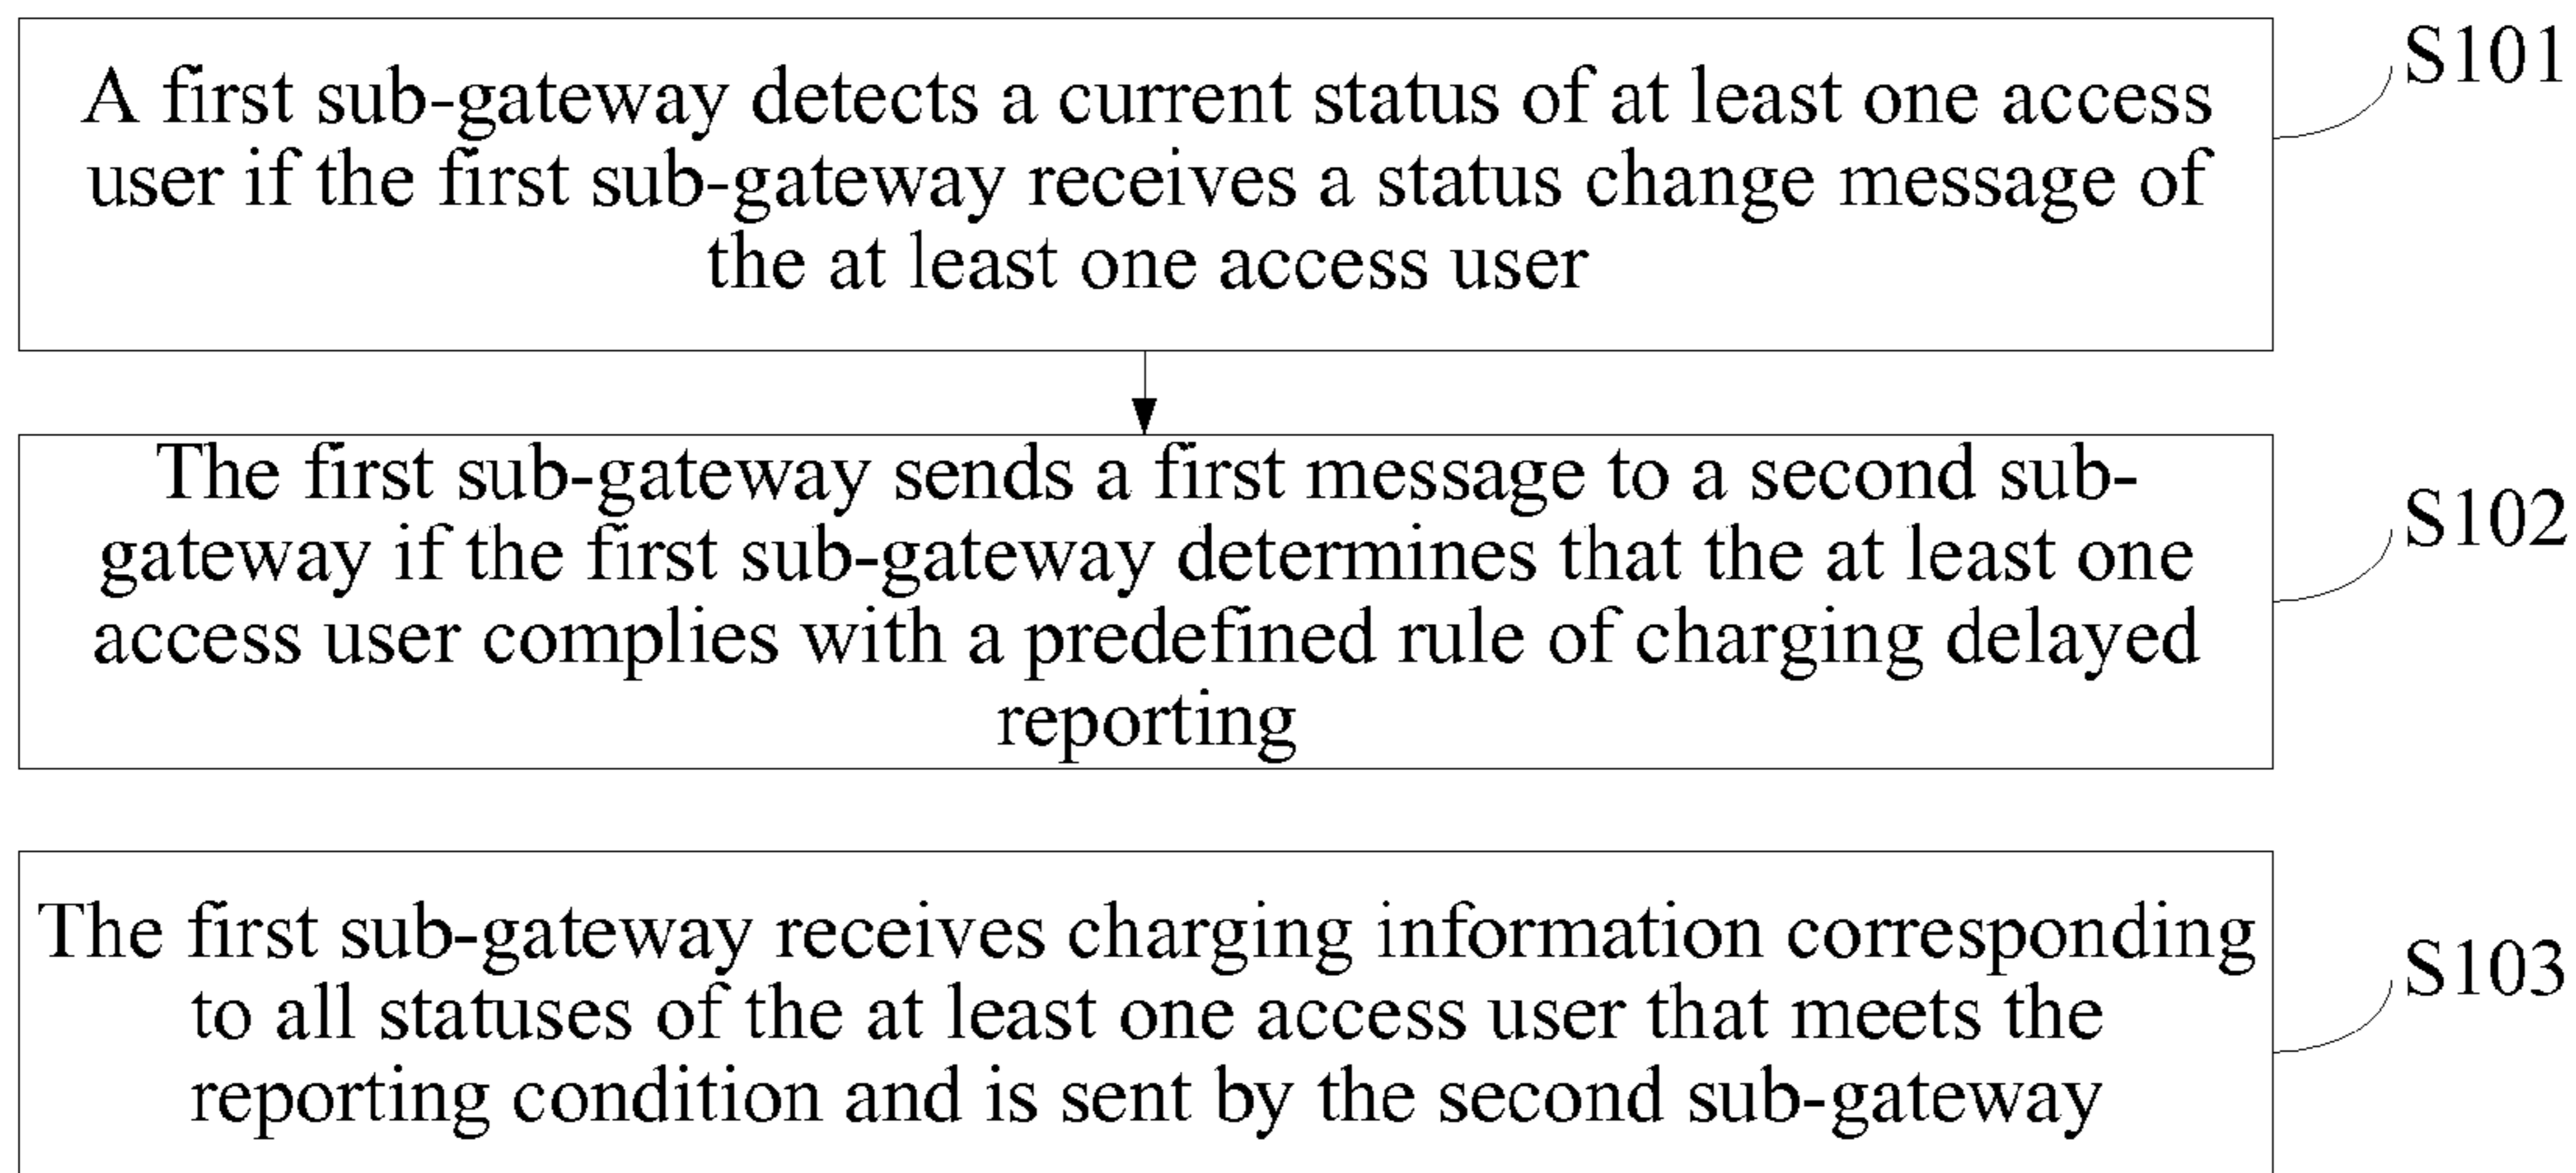 A first sub-gateway detects a current status of at least one access
user if the first sub-gateway receives a status change message of
the at least one access user
S101
The first sub-gateway sends a first message to a second sub-
gateway if the first sub-gateway determines that the at least one
access user complies with a predefined rule of charging delayed
reporting
S102
The first sub-gateway receives charging information corresponding
to all statuses of the at least one access user that meets the
reporting condition and is sent by the second sub-gateway
S103